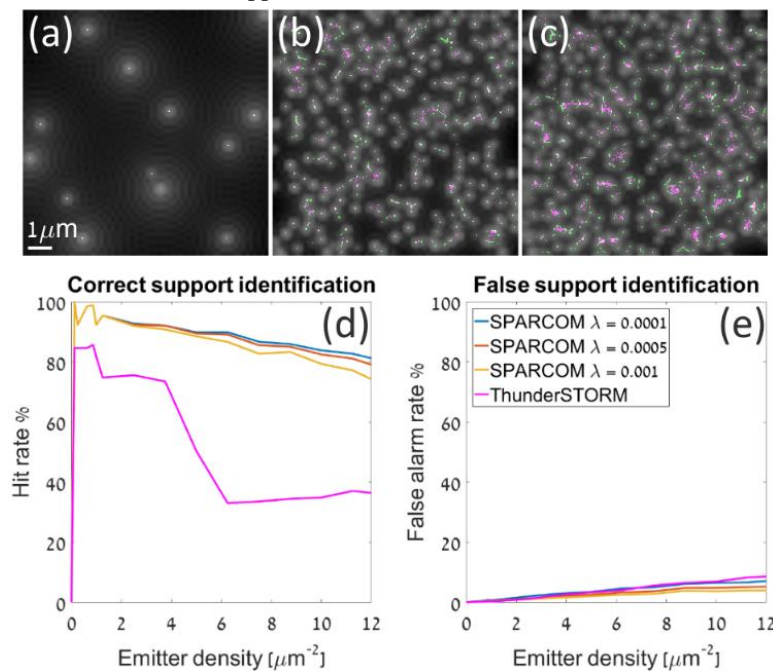 (a)
(b)
(c)
1μm
Correct support identification
False support identification
(d)
(e)
100
80
60
40
20
0
Hit rate %
0 2 4 6 8 10 12
Emitter density [μm⁻²]
100
80
60
40
20
0
False alarm rate %
SPARCOM λ = 0.0001
SPARCOM λ = 0.0005
SPARCOM λ = 0.001
ThunderSTORM
0 2 4 6 8 10 12
Emitter density [μm⁻²]